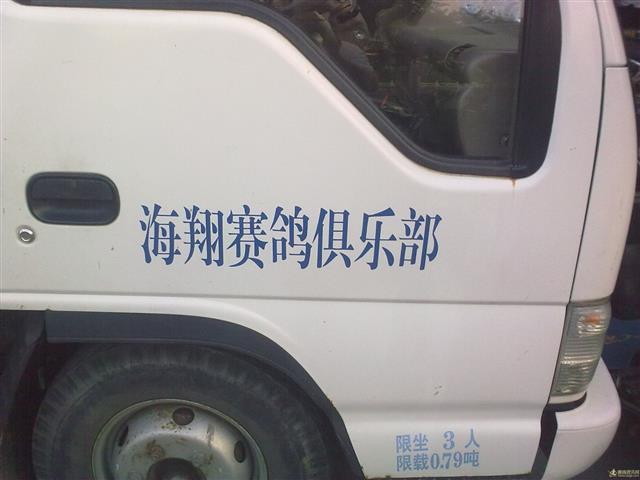 海翔赛鸽俱乐部
限坐 3 人
限载0.79吨